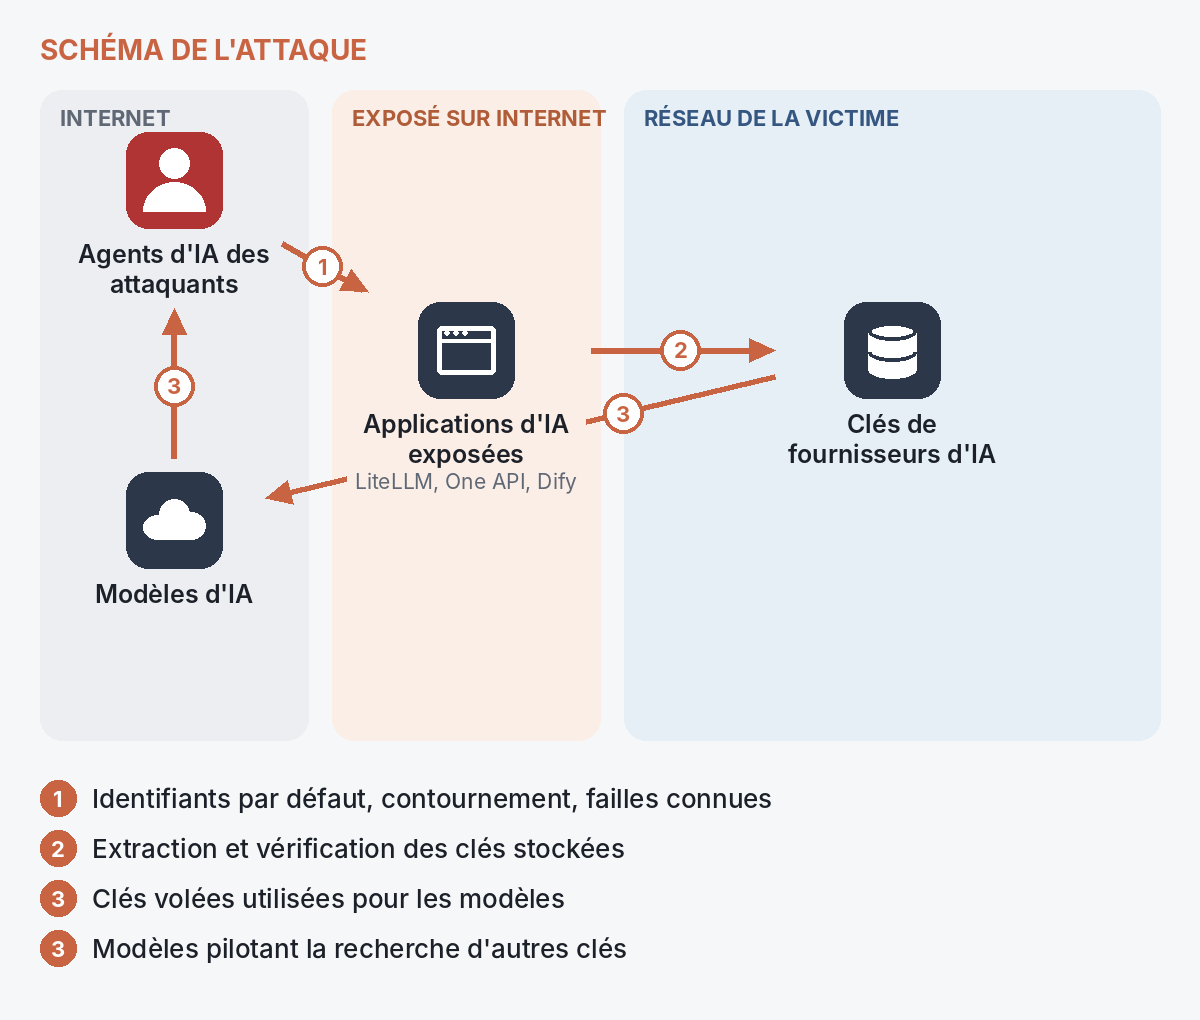 SCHÉMA DE L'ATTAQUE
INTERNET
EXPOSÉ SUR INTERNET
RÉSEAU DE LA VICTIME
Agents d'IA des
attaquants
1
2
3
3
Applications d'IA
exposées
LiteLLM, One API, Dify
Clés de
fournisseurs d'IA
Modèles d'IA
1 Identifiants par défaut, contournement, failles connues
2 Extraction et vérification des clés stockées
3 Clés volées utilisées pour les modèles
3 Modèles pilotant la recherche d'autres clés